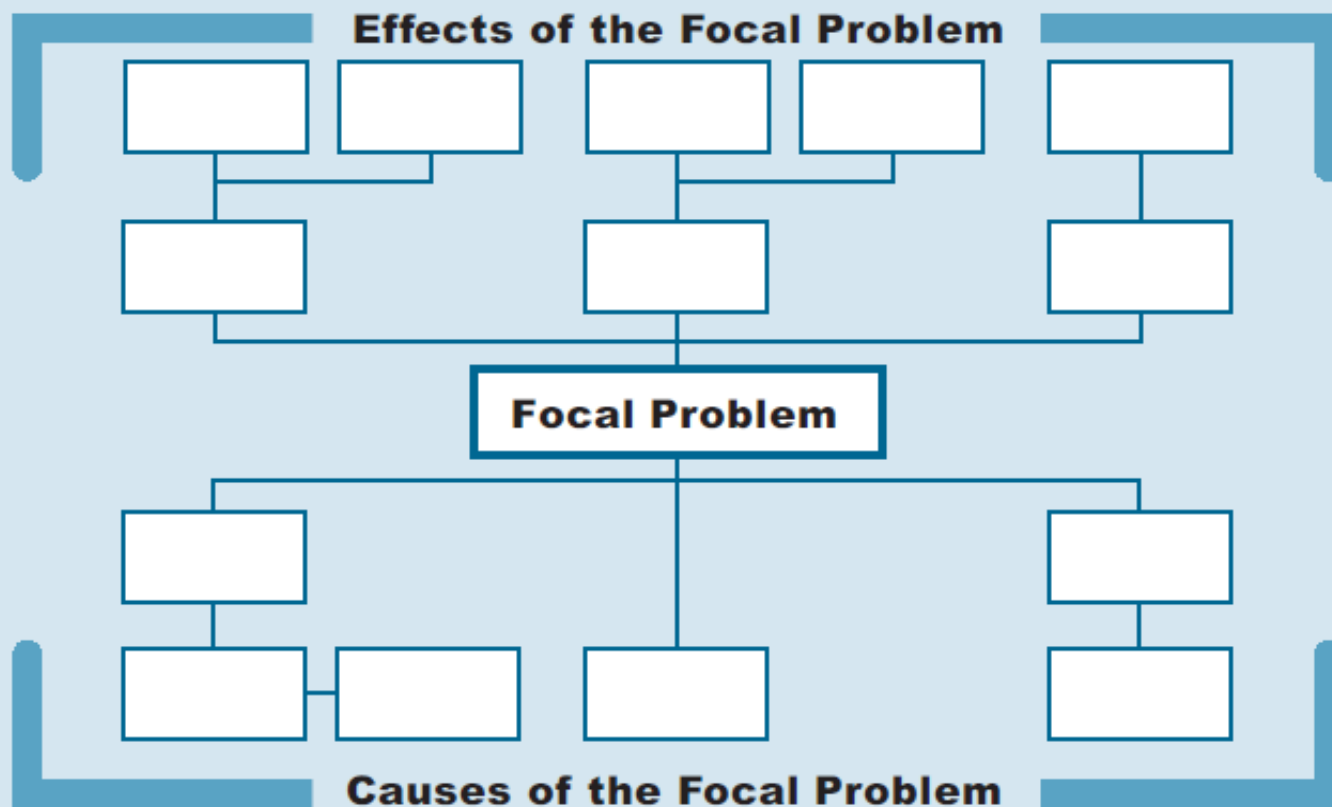 Effects of the Focal Problem
Focal Problem
Causes of the Focal Problem